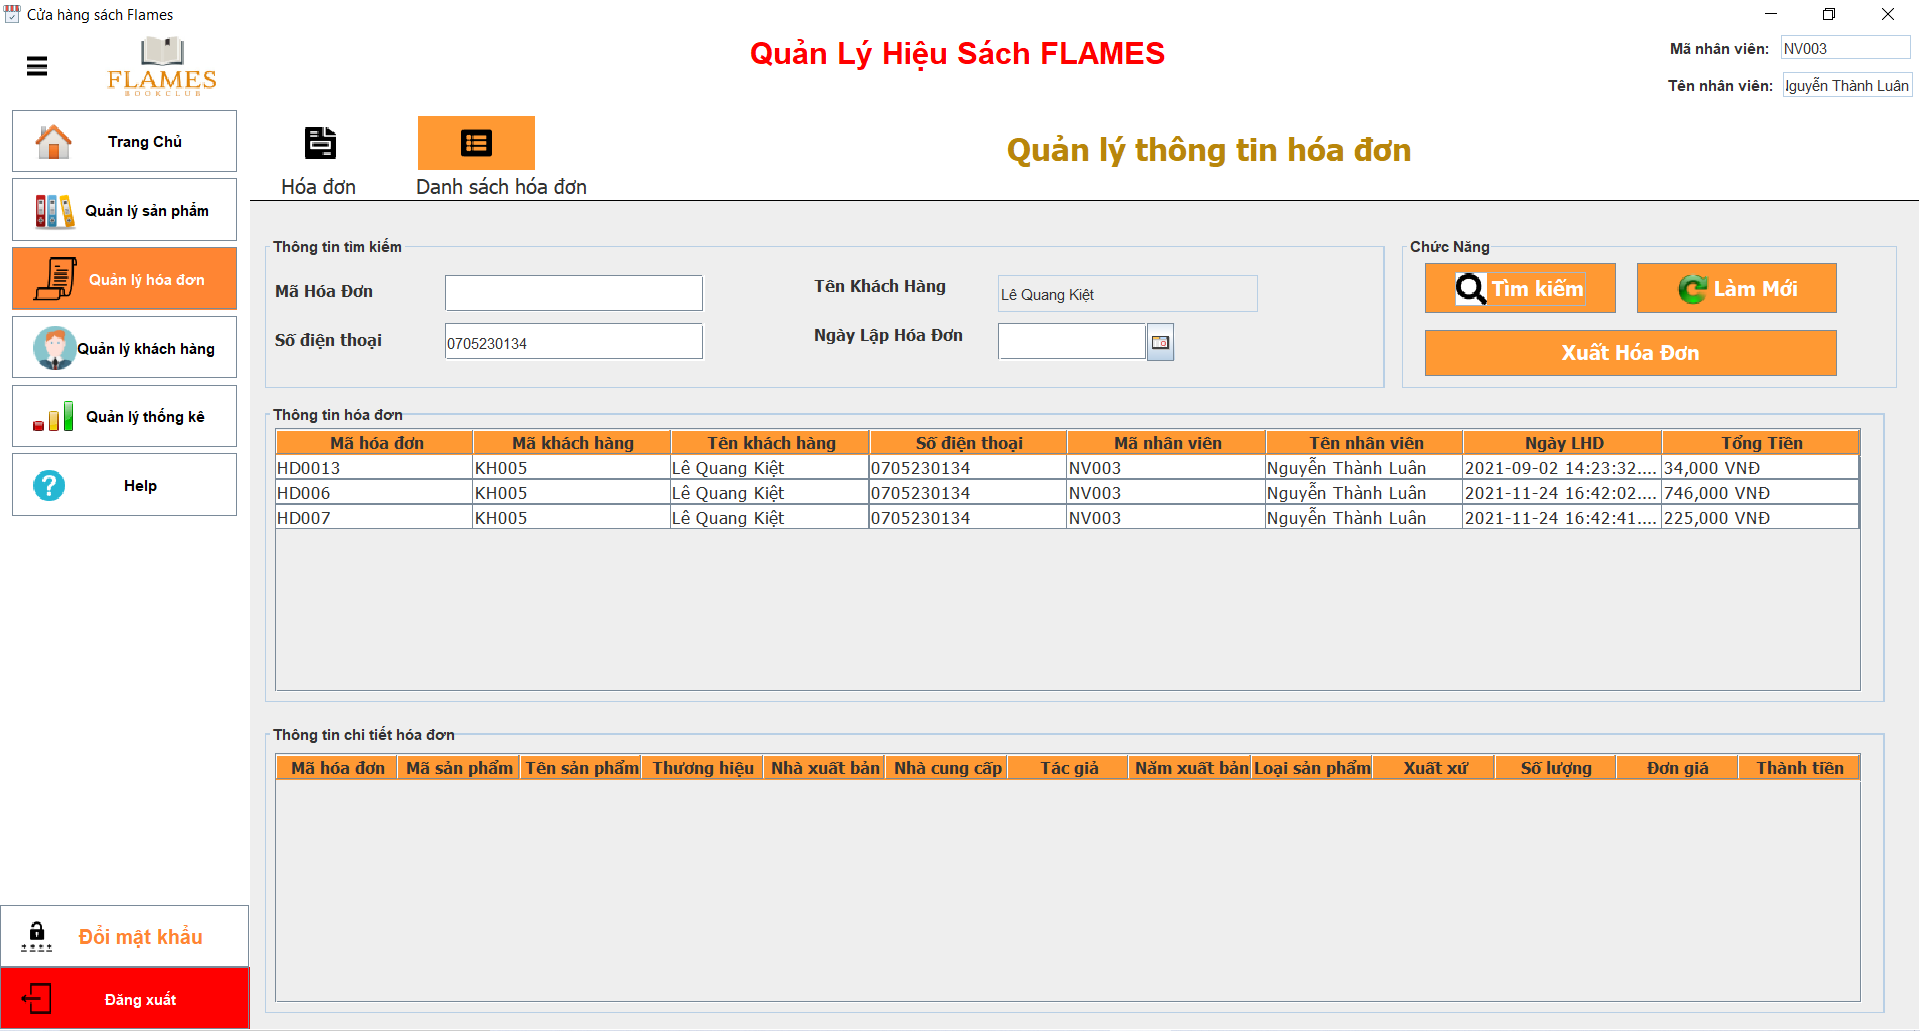 Cửa hàng sách Flames
FLAMES
BOOKCLUB
Quản Lý Hiệu Sách FLAMES
Mã nhân viên: NV003
Tên nhân viên: Nguyễn Thành Luân
Trang Chủ
Quản lý sản phẩm
Quản lý hóa đơn
Quản lý khách hàng
Quản lý thống kê
Help
Đổi mật khẩu
Đăng xuất
Hóa đơn
Danh sách hóa đơn
Quản lý thông tin hóa đơn
Thông tin tìm kiếm
Mã Hóa Đơn
Tên Khách Hàng Lê Quang Kiệt
Số điện thoại 0705230134
Ngày Lập Hóa Đơn
Chức Năng
Tìm kiếm
Làm Mới
Xuất Hóa Đơn
Thông tin hóa đơn
Mã hóa đơn Mã khách hàng Tên khách hàng Số điện thoại Mã nhân viên Tên nhân viên Ngày LHD Tổng Tiền
HD0013 KH005 Lê Quang Kiệt 0705230134 NV003 Nguyễn Thành Luân 2021-09-02 14:23:32.... 34,000 VNĐ
HD006 KH005 Lê Quang Kiệt 0705230134 NV003 Nguyễn Thành Luân 2021-11-24 16:42:02.... 746,000 VNĐ
HD007 KH005 Lê Quang Kiệt 0705230134 NV003 Nguyễn Thành Luân 2021-11-24 16:42:41.... 225,000 VNĐ
Thông tin chi tiết hóa đơn
Mã hóa đơn Mã sản phẩm Tên sản phẩm Thương hiệu Nhà xuất bản Nhà cung cấp Tác giả Năm xuất bản Loại sản phẩm Xuất xứ Số lượng Đơn giá Thành tiền